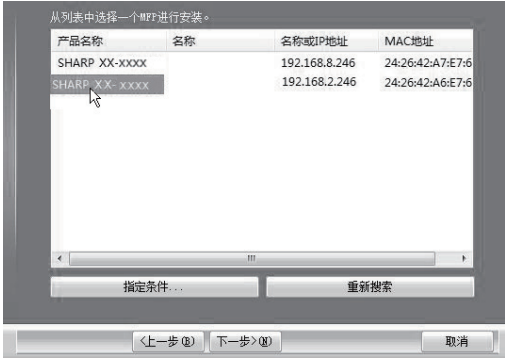 从列表中选择一个MFP进行安装。
产品名称 名称 名称或IP地址 MAC地址
SHARP XX-xxxx 192.168.8.246 24:26:42:A7:E7:6
SHARP XX-xxxx 192.168.2.246 24:26:42:A6:E7:6
指定条件... 重新搜索
<上一步(B) 下一步>(N) 取消